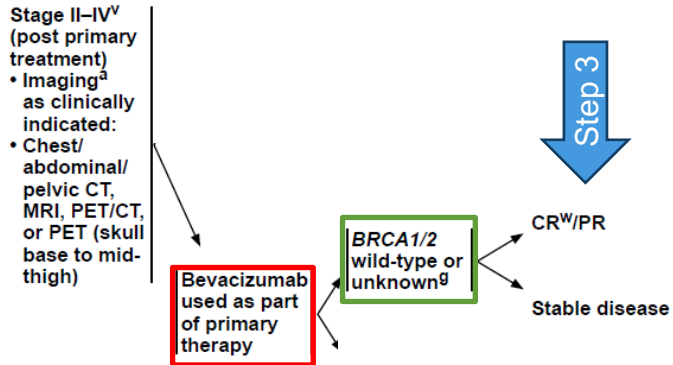 Stage II–IVᵛ
(post primary
treatment)
• Imagingᵃ
as clinically
indicated:
• Chest/
abdominal/
pelvic CT,
MRI, PET/CT,
or PET (skull
base to mid-
thigh)
Bevacizumab
used as part
of primary
therapy
BRCA1/2
wild-type or
unknownᵍ
Step 3
CRʷ/PR
Stable disease